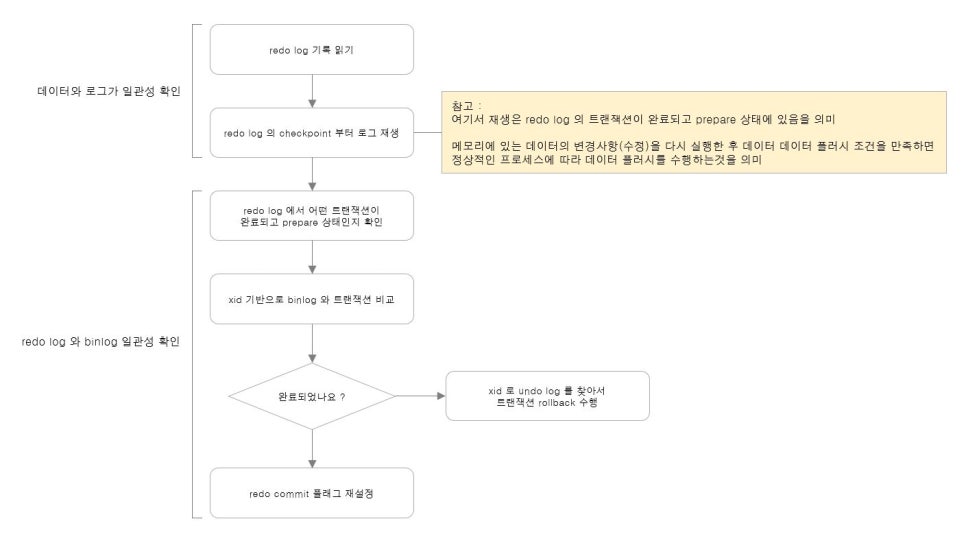 redo log 기록 읽기
데이터와 로그가 일관성 확인
redo log 의 checkpoint 부터 로그 재생
참고 :
여기서 재생은 redo log 의 트랜잭션이 완료되고 prepare 상태에 있음을 의미
메모리에 있는 데이터의 변경사항(수정)을 다시 실행한 후 데이터 데이터 플러시 조건을 만족하면
정상적인 프로세스에 따라 데이터 플러시를 수행하는것을 의미
redo log 에서 어떤 트랜잭션이
완료되고 prepare 상태인지 확인
xid 기반으로 binlog 와 트랜잭션 비교
redo log 와 binlog 일관성 확인
완료되었나요 ?
xid 로 undo log 를 찾아서
트랜잭션 rollback 수행
redo commit 플래그 재설정